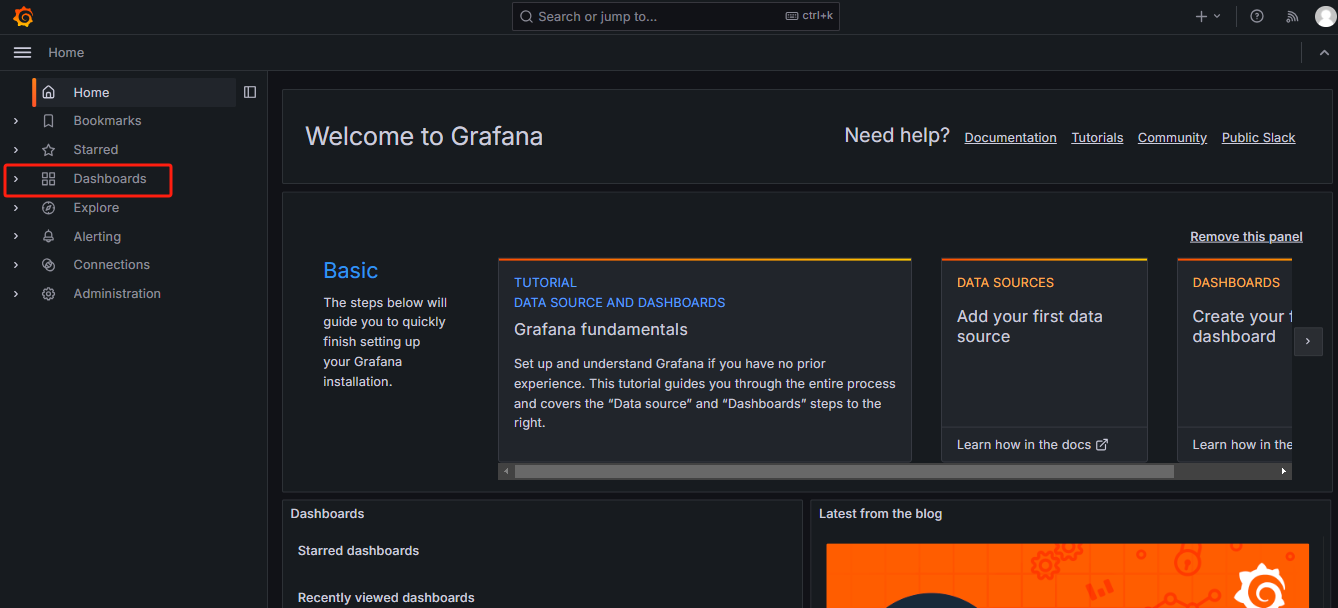 Search or jump to...
ctrl+k
Home
Home
Bookmarks
Starred
Dashboards
Explore
Alerting
Connections
Administration
Welcome to Grafana
Need help?
Documentation
Tutorials
Community
Public Slack
Remove this panel
Basic
The steps below will
guide you to quickly
finish setting up
your Grafana
installation.
TUTORIAL
DATA SOURCE AND DASHBOARDS
Grafana fundamentals
Set up and understand Grafana if you have no prior
experience. This tutorial guides you through the entire process
and covers the “Data source” and “Dashboards” steps to the
right.
DATA SOURCES
Add your first data
source
Learn how in the docs
DASHBOARDS
Create your
dashboard
Learn how in the
Dashboards
Starred dashboards
Recently viewed dashboards
Latest from the blog